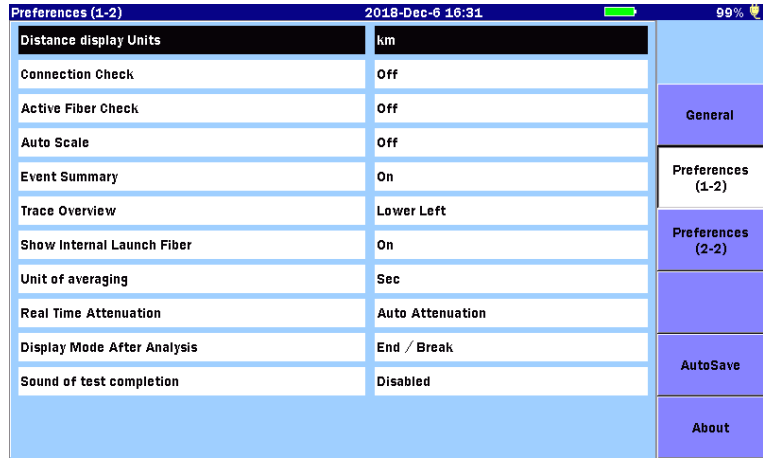 Preferences (1-2) 2018-Dec-6 16:31 99%
Distance display Units km
Connection Check Off
Active Fiber Check Off
Auto Scale Off
Event Summary On
Trace Overview Lower Left
Show Internal Launch Fiber On
Unit of averaging Sec
Real Time Attenuation Auto Attenuation
Display Mode After Analysis End / Break
Sound of test completion Disabled
General
Preferences
(1-2)
Preferences
(2-2)
AutoSave
About